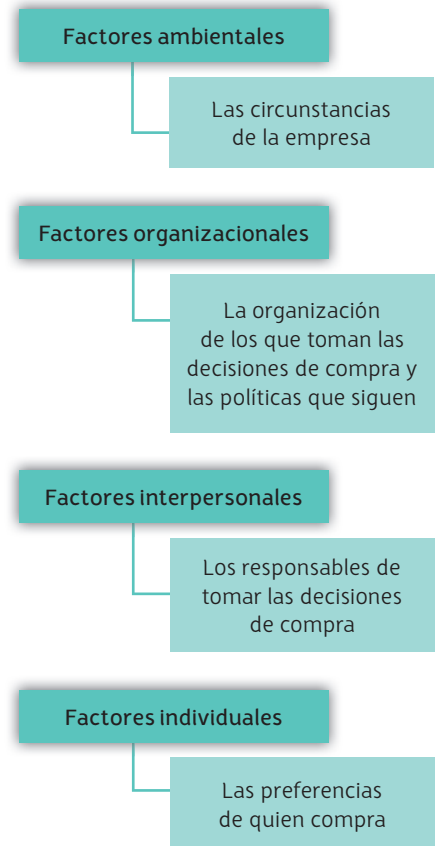 Factores ambientales
Las circunstancias
de la empresa
Factores organizacionales
La organización
de los que toman las
decisiones de compra y
las políticas que siguen
Factores interpersonales
Los responsables de
tomar las decisiones
de compra
Factores individuales
Las preferencias
de quien compra